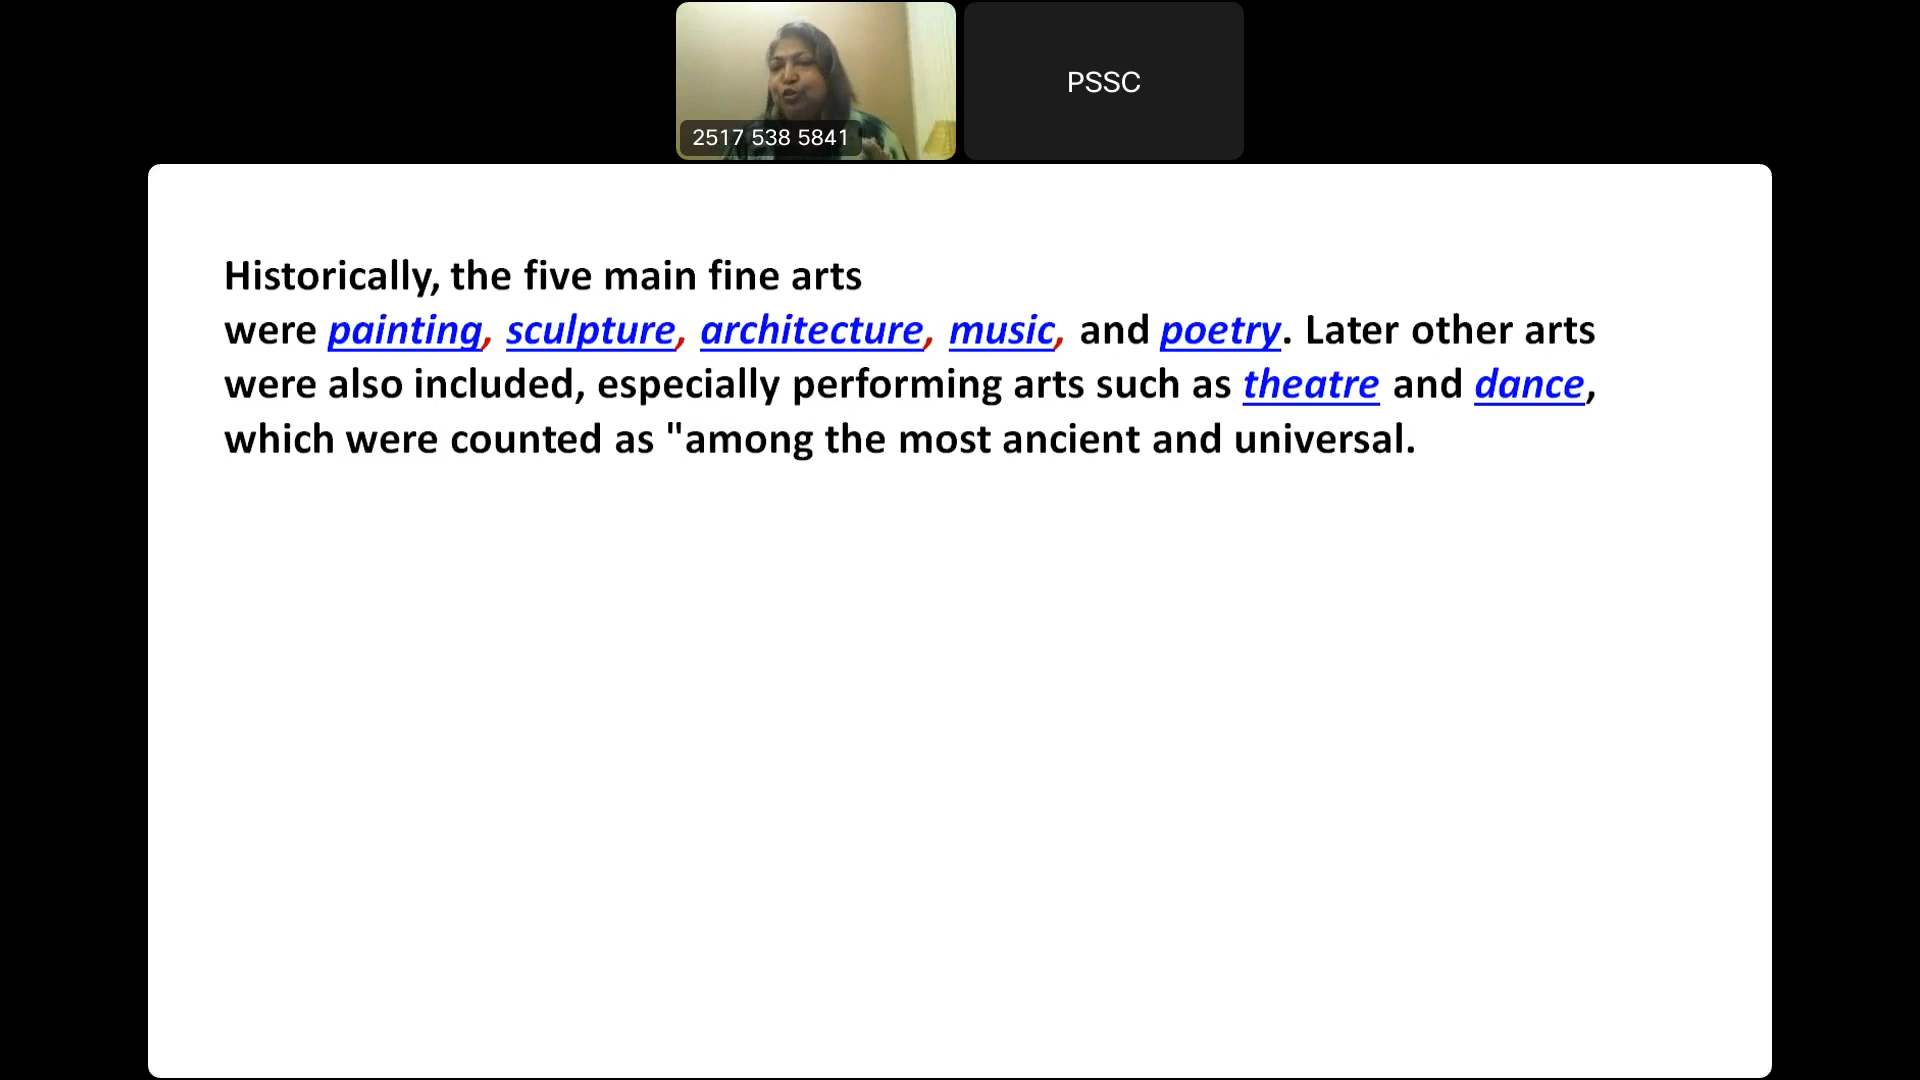 2517 538 5841
PSSC
Historically, the five main fine arts
were painting, sculpture, architecture, music, and poetry. Later other arts
were also included, especially performing arts such as theatre and dance,
which were counted as "among the most ancient and universal.